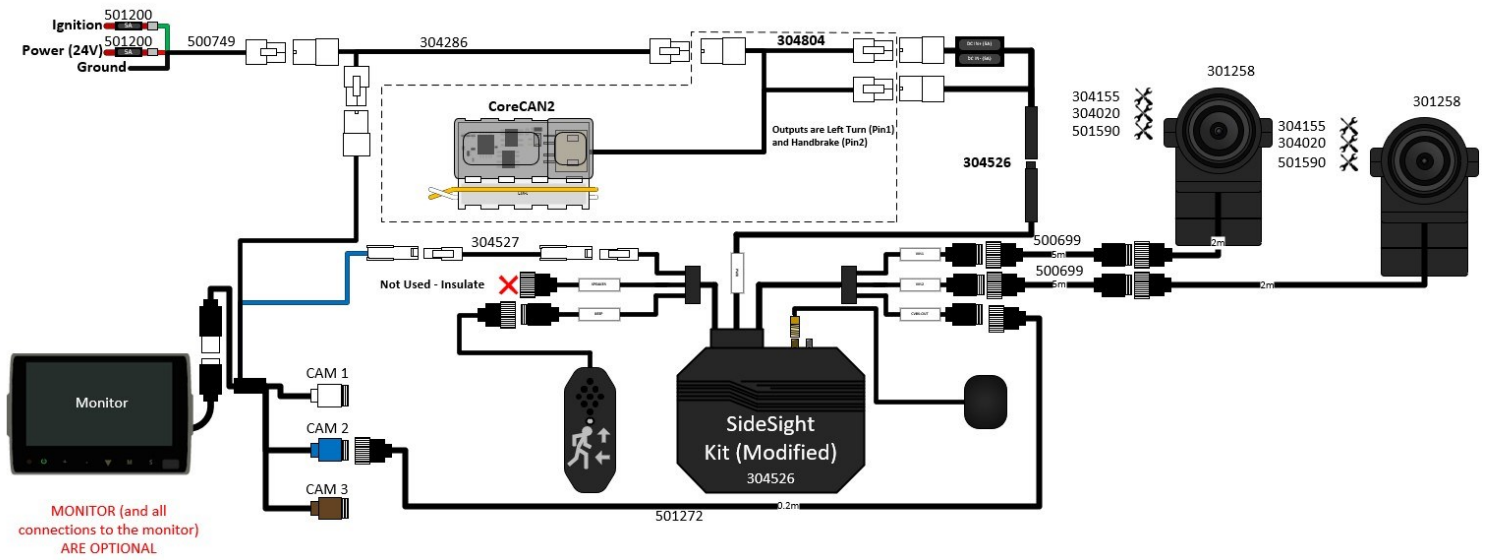 501200
Ignition
5A
501200
Power (24V)
5A
Ground
500749
304286
304804
CoreCAN2
Outputs are Left Turn (Pin1)
and Handbrake (Pin2)
304526
301258
304155
304020
501590
301258
304155
304020
501590
2m
304527
Not Used - Insulate
500699
5m
500699
5m
2m
CAM 1
Monitor
CAM 2
CAM 3
SideSight
Kit (Modified)
304526
0.2m
501272
MONITOR (and all
connections to the monitor)
ARE OPTIONAL